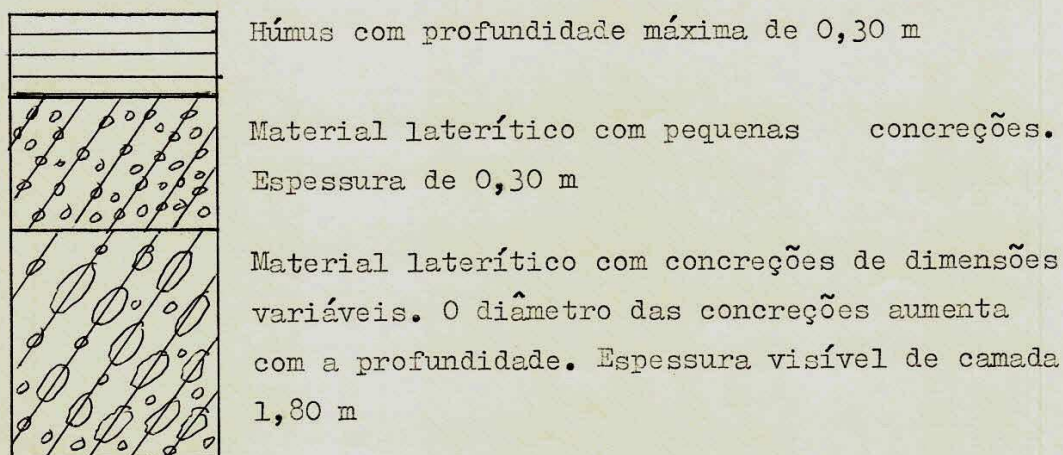 Húmus com profundidade máxima de 0,30 m
Material laterítico com pequenas concreções.
Espessura de 0,30 m
Material laterítico com concreções de dimensões
variáveis. O diâmetro das concreções aumenta
com a profundidade. Espessura visível de camada
1,80 m